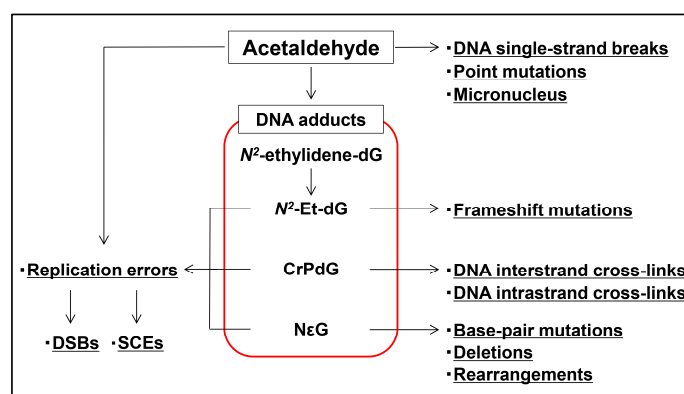 Acetaldehyde
・DNA single-strand breaks
・Point mutations
・Micronucleus
DNA adducts
N²-ethylidene-dG
N²-Et-dG
・Frameshift mutations
・Replication errors
CrPdG
・DNA interstrand cross-links
・DNA intrastrand cross-links
・DSBs
・SCEs
NεG
・Base-pair mutations
・Deletions
・Rearrangements